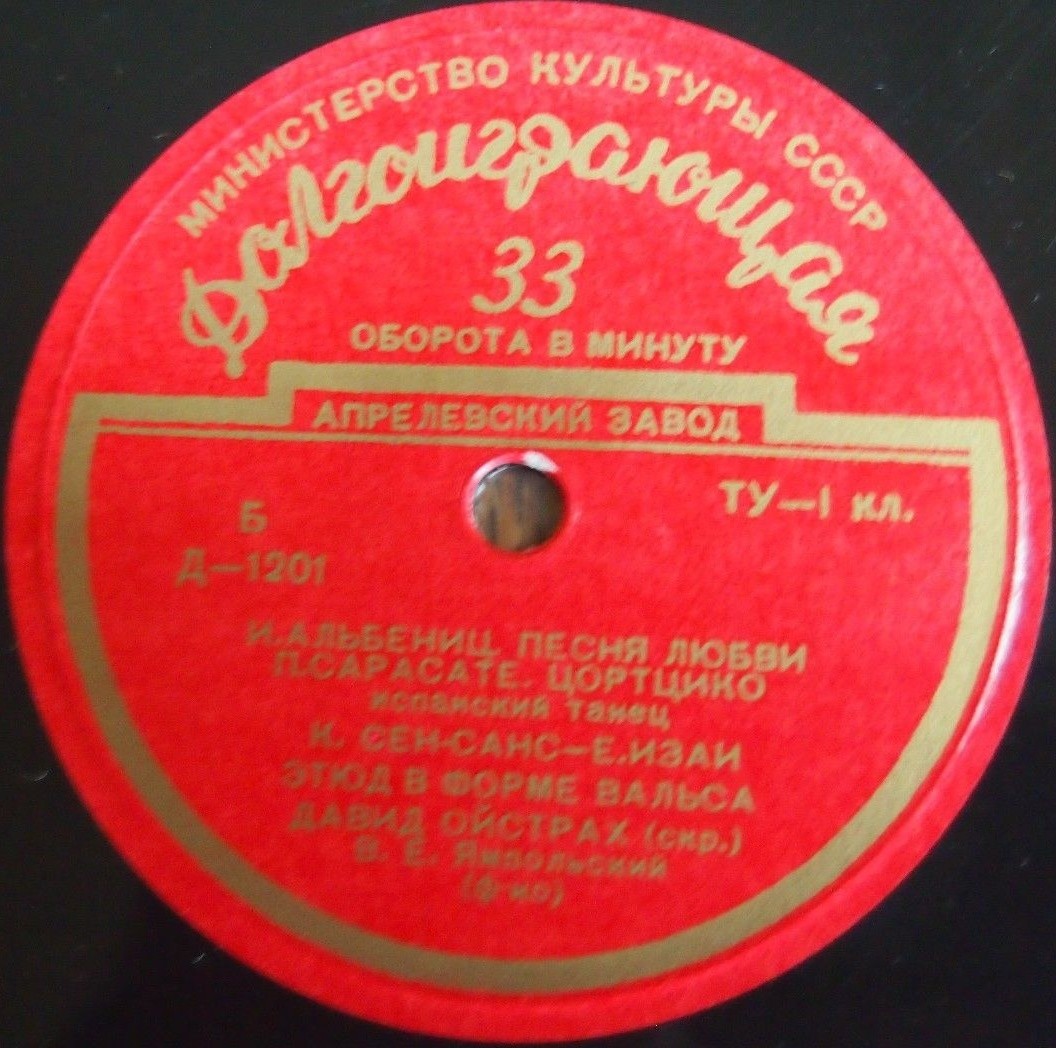 МИНИСТЕРСТВО КУЛЬТУРЫ СССР
Долгоиграющая
33
ОБОРОТА В МИНУТУ
АПРЕЛЕВСКИЙ ЗАВОД
ТУ—1 кл.
Б
Д—1201
И.АЛЬБЕНИЦ. ПЕСНЯ ЛЮБВИ
П.САРАСАТЕ. ЦОРТЦИКО
испанский танец
К. СЕН-САНС—Е.ИЗАИ
ЭТЮД В ФОРМЕ ВАЛЬСА
ДАВИД ОЙСТРАХ (скр.)
В. Е. Ямпольский
(ф-но)